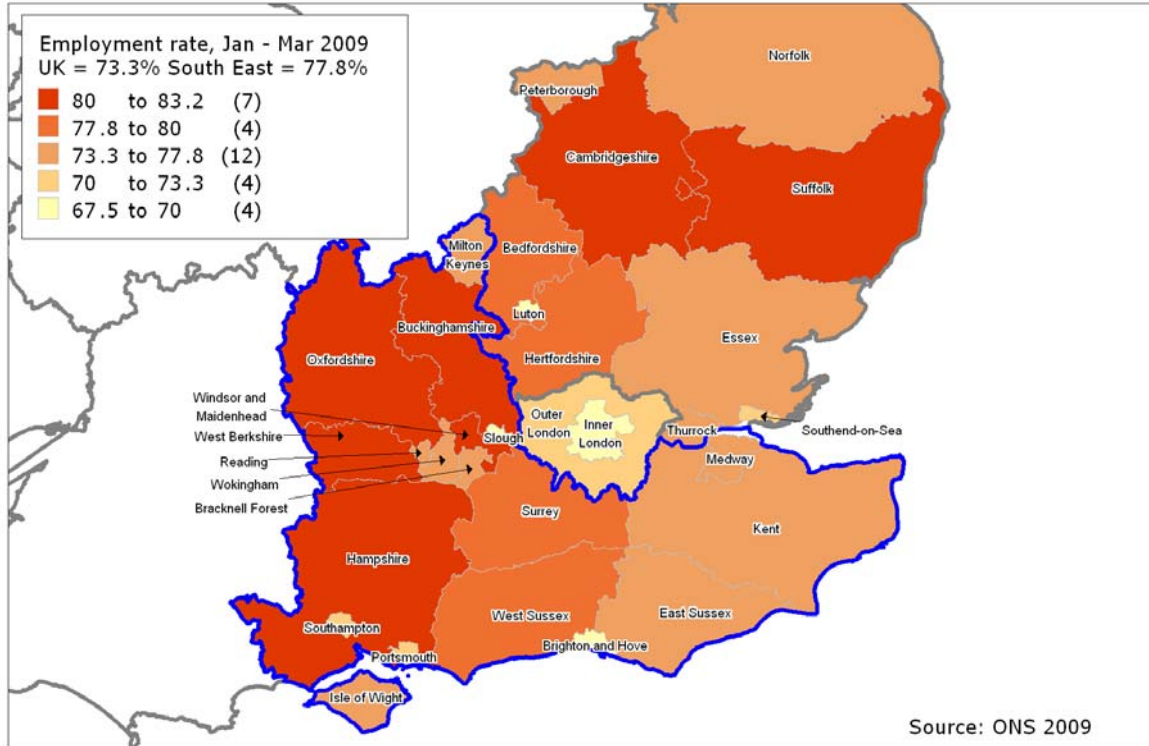 Employment rate, Jan - Mar 2009
UK = 73.3% South East = 77.8%
80 to 83.2 (7)
77.8 to 80 (4)
73.3 to 77.8 (12)
70 to 73.3 (4)
67.5 to 70 (4)
Norfolk
Peterborough
Cambridgeshire
Suffolk
Milton
Keynes
Bedfordshire
Luton
Buckinghamshire
Essex
Hertfordshire
Oxfordshire
Windsor and
Maidenhead
West Berkshire
Reading
Wokingham
Bracknell Forest
Slough
Outer
London
Inner
London
Thurrock
Southend-on-Sea
Medway
Surrey
Kent
Hampshire
West Sussex
East Sussex
Southampton
Portsmouth
Brighton and Hove
Isle of Wight
Source: ONS 2009